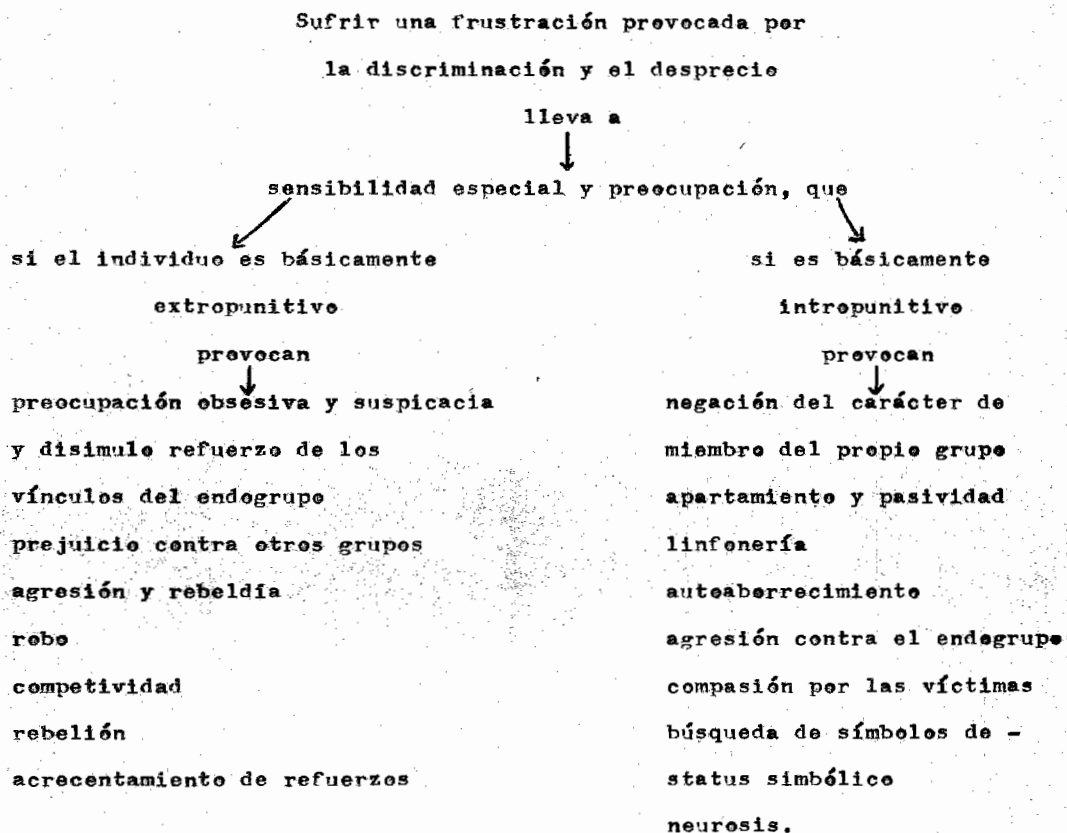 Sufrir una frustración provocada por
la discriminación y el desprecio
lleva a
sensibilidad especial y preocupación, que
si el individuo es básicamente
extropunitivo
provocan
preocupación obsesiva y suspicacia
y disimulo refuerzo de los
vínculos del endogrupo
prejuicio contra otros grupos
agresión y rebeldía
robo
competividad
rebelión
acrecentamiento de refuerzos
si es básicamente
intropunitivo
provocan
negación del carácter de
miembro del propio grupo
apartamiento y pasividad
linfonería
autoaborrecimiento
agresión contra el endogrupo
compasión por las víctimas
búsqueda de símbolos de -
status simbólico
neurosis.